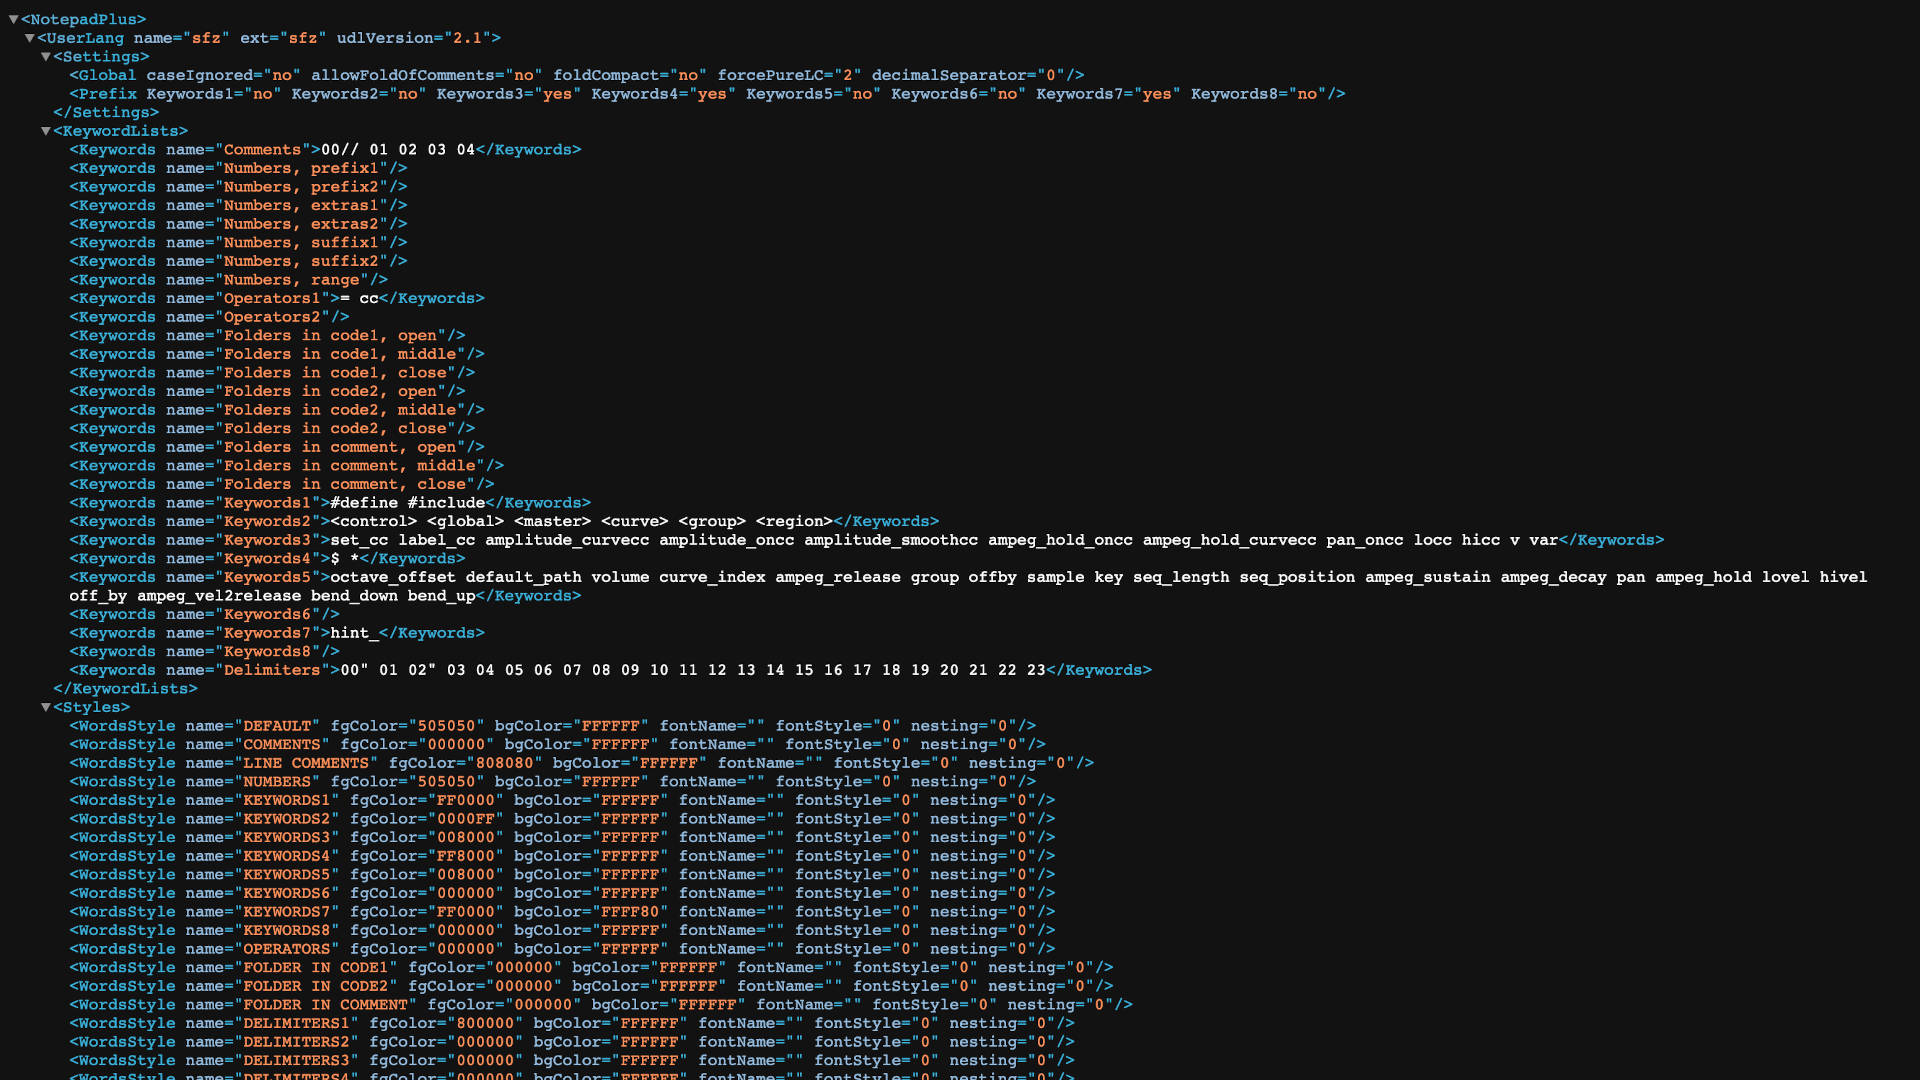 ▼<NotepadPlus>
▼<UserLang name="sfz" ext="sfz" udlVersion="2.1">
▼<Settings>
<Global caseIgnored="no" allowFoldOfComments="no" foldCompact="no" forcePureLC="2" decimalSeparator="0"/>
<Prefix Keywords1="no" Keywords2="no" Keywords3="yes" Keywords4="yes" Keywords5="no" Keywords6="no" Keywords7="yes" Keywords8="no"/>
</Settings>
▼<KeywordLists>
<Keywords name="Comments">00// 01 02 03 04</Keywords>
<Keywords name="Numbers, prefix1"/>
<Keywords name="Numbers, prefix2"/>
<Keywords name="Numbers, extras1"/>
<Keywords name="Numbers, extras2"/>
<Keywords name="Numbers, suffix1"/>
<Keywords name="Numbers, suffix2"/>
<Keywords name="Numbers, range"/>
<Keywords name="Operators1">= cc</Keywords>
<Keywords name="Operators2"/>
<Keywords name="Folders in code1, open"/>
<Keywords name="Folders in code1, middle"/>
<Keywords name="Folders in code1, close"/>
<Keywords name="Folders in code2, open"/>
<Keywords name="Folders in code2, middle"/>
<Keywords name="Folders in code2, close"/>
<Keywords name="Folders in comment, open"/>
<Keywords name="Folders in comment, middle"/>
<Keywords name="Folders in comment, close"/>
<Keywords name="Keywords1">#define #include</Keywords>
<Keywords name="Keywords2"><control> <global> <master> <curve> <group> <region></Keywords>
<Keywords name="Keywords3">set_cc label_cc amplitude_curvecc amplitude_oncc amplitude_smoothcc ampeg_hold_oncc ampeg_hold_curvecc pan_oncc locc hicc v var</Keywords>
<Keywords name="Keywords4">$ *</Keywords>
<Keywords name="Keywords5">octave_offset default_path volume curve_index ampeg_release group offby sample key seq_length seq_position ampeg_sustain ampeg_decay pan ampeg_hold lovel hivel
off_by ampeg_vel2release bend_down bend_up</Keywords>
<Keywords name="Keywords6"/>
<Keywords name="Keywords7">hint_</Keywords>
<Keywords name="Keywords8"/>
<Keywords name="Delimiters">00" 01 02" 03 04 05 06 07 08 09 10 11 12 13 14 15 16 17 18 19 20 21 22 23</Keywords>
</KeywordLists>
▼<Styles>
<WordsStyle name="DEFAULT" fgColor="505050" bgColor="FFFFFF" fontName="" fontStyle="0" nesting="0"/>
<WordsStyle name="COMMENTS" fgColor="000000" bgColor="FFFFFF" fontName="" fontStyle="0" nesting="0"/>
<WordsStyle name="LINE COMMENTS" fgColor="808080" bgColor="FFFFFF" fontName="" fontStyle="0" nesting="0"/>
<WordsStyle name="NUMBERS" fgColor="505050" bgColor="FFFFFF" fontName="" fontStyle="0" nesting="0"/>
<WordsStyle name="KEYWORDS1" fgColor="FF0000" bgColor="FFFFFF" fontName="" fontStyle="0" nesting="0"/>
<WordsStyle name="KEYWORDS2" fgColor="0000FF" bgColor="FFFFFF" fontName="" fontStyle="0" nesting="0"/>
<WordsStyle name="KEYWORDS3" fgColor="008000" bgColor="FFFFFF" fontName="" fontStyle="0" nesting="0"/>
<WordsStyle name="KEYWORDS4" fgColor="FF8000" bgColor="FFFFFF" fontName="" fontStyle="0" nesting="0"/>
<WordsStyle name="KEYWORDS5" fgColor="008000" bgColor="FFFFFF" fontName="" fontStyle="0" nesting="0"/>
<WordsStyle name="KEYWORDS6" fgColor="000000" bgColor="FFFFFF" fontName="" fontStyle="0" nesting="0"/>
<WordsStyle name="KEYWORDS7" fgColor="FF0000" bgColor="FFFF80" fontName="" fontStyle="0" nesting="0"/>
<WordsStyle name="KEYWORDS8" fgColor="000000" bgColor="FFFFFF" fontName="" fontStyle="0" nesting="0"/>
<WordsStyle name="OPERATORS" fgColor="000000" bgColor="FFFFFF" fontName="" fontStyle="0" nesting="0"/>
<WordsStyle name="FOLDER IN CODE1" fgColor="000000" bgColor="FFFFFF" fontName="" fontStyle="0" nesting="0"/>
<WordsStyle name="FOLDER IN CODE2" fgColor="000000" bgColor="FFFFFF" fontName="" fontStyle="0" nesting="0"/>
<WordsStyle name="FOLDER IN COMMENT" fgColor="000000" bgColor="FFFFFF" fontName="" fontStyle="0" nesting="0"/>
<WordsStyle name="DELIMITERS1" fgColor="800000" bgColor="FFFFFF" fontName="" fontStyle="0" nesting="0"/>
<WordsStyle name="DELIMITERS2" fgColor="000000" bgColor="FFFFFF" fontName="" fontStyle="0" nesting="0"/>
<WordsStyle name="DELIMITERS3" fgColor="000000" bgColor="FFFFFF" fontName="" fontStyle="0" nesting="0"/>
<WordsStyle name="DELIMITERS4" fgColor="000000" bgColor="FFFFFF" fontName="" fontStyle="0" nesting="0"/>